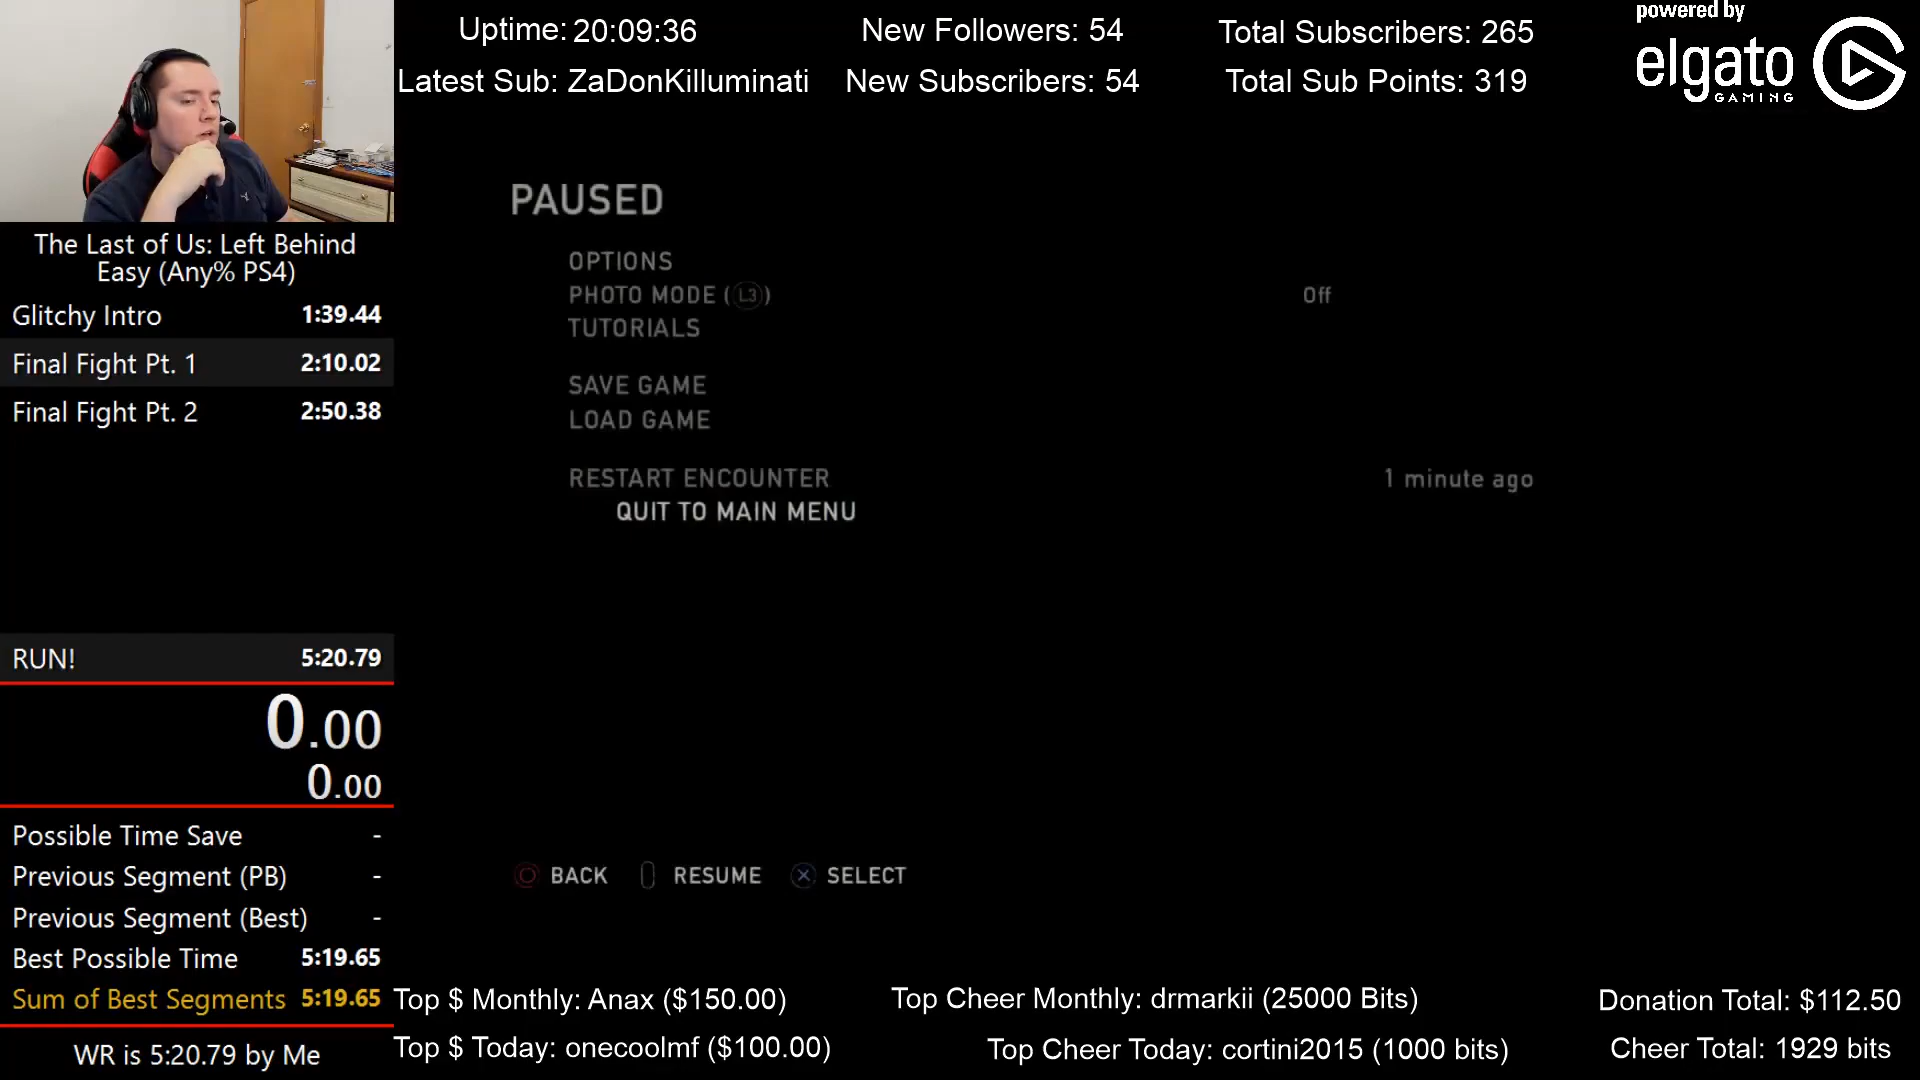 Uptime: 20:09:36
New Followers: 54
Total Subscribers: 265
powered by
elgato
GAMING
Latest Sub: ZaDonKilluminati
New Subscribers: 54
Total Sub Points: 319
PAUSED
OPTIONS
PHOTO MODE (L3) Off
TUTORIALS
SAVE GAME
LOAD GAME
RESTART ENCOUNTER 1 minute ago
QUIT TO MAIN MENU
BACK RESUME SELECT
The Last of Us: Left Behind
Easy (Any% PS4)
Glitchy Intro 1:39.44
Final Fight Pt. 1 2:10.02
Final Fight Pt. 2 2:50.38
RUN! 5:20.79
0.00
0.00
Possible Time Save -
Previous Segment (PB) -
Previous Segment (Best) -
Best Possible Time 5:19.65
Sum of Best Segments 5:19.65
WR is 5:20.79 by Me
Top $ Monthly: Anax ($150.00)
Top Cheer Monthly: drmarkii (25000 Bits)
Donation Total: $112.50
Top $ Today: onecoolmf ($100.00)
Top Cheer Today: cortini2015 (1000 bits)
Cheer Total: 1929 bits